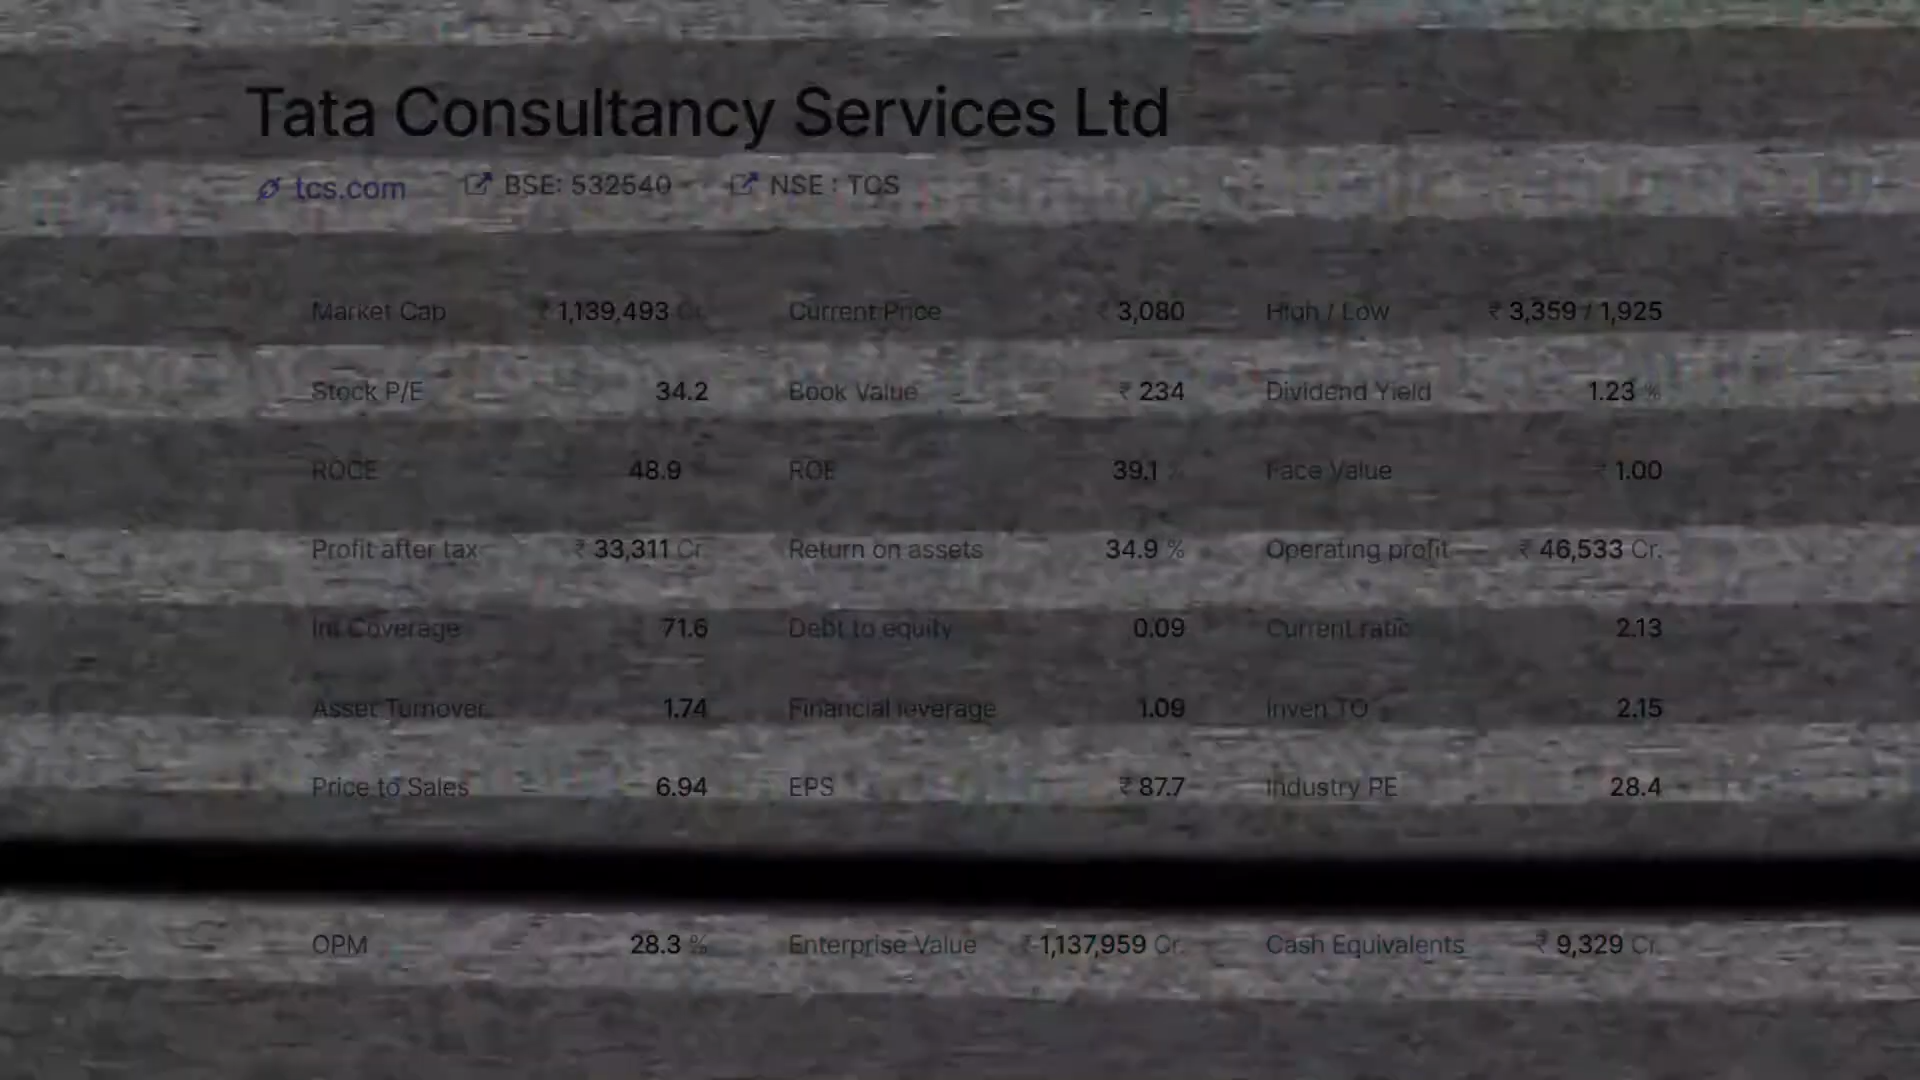 Tata Consultancy Services Ltd
tcs.com BSE: 532540 NSE : TCS
Market Cap ₹ 1,139,493 Cr. Current Price ₹ 3,080 High / Low ₹ 3,359 / 1,925
Stock P/E 34.2 Book Value ₹ 234 Dividend Yield 1.23 %
ROCE 48.9 ROE 39.1 % Face Value ₹ 1.00
Profit after tax ₹ 33,311 Cr. Return on assets 34.9 % Operating profit ₹ 46,533 Cr.
Int Coverage 71.6 Debt to equity 0.09 Current ratio 2.13
Asset Turnover 1.74 Financial leverage 1.09 Inven TO 2.15
Price to Sales 6.94 EPS ₹ 87.7 Industry PE 28.4
OPM 28.3 % Enterprise Value ₹ 1,137,959 Cr. Cash Equivalents ₹ 9,329 Cr.